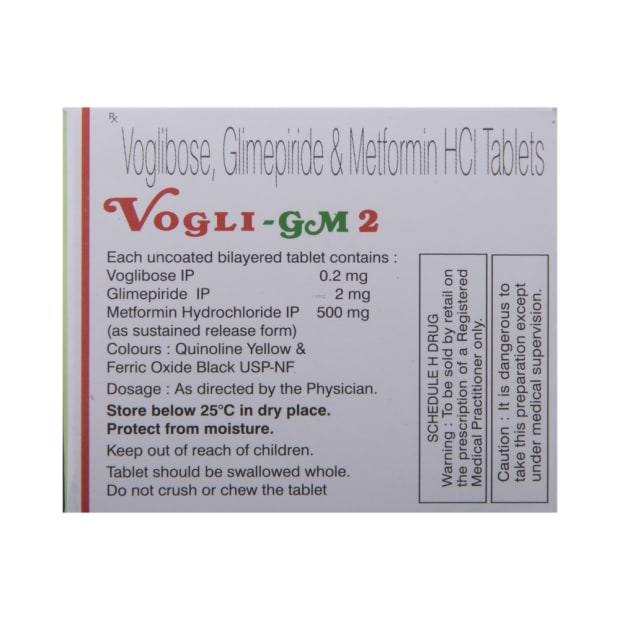 Rx
Voglibose, Glimepiride & Metformin HCl Tablets
VOGLI-GM 2
Each uncoated bilayered tablet contains :
Voglibose IP 0.2 mg
Glimepiride IP 2 mg
Metformin Hydrochloride IP 500 mg
(as sustained release form)
Colours : Quinoline Yellow &
Ferric Oxide Black USP-NF
Dosage : As directed by the Physician.
Store below 25°C in dry place.
Protect from moisture.
Keep out of reach of children.
Tablet should be swallowed whole.
Do not crush or chew the tablet
SCHEDULE H DRUG
Warning : To be sold by retail on
the prescription of a Registered
Medical Practitioner only.
Caution : It is dangerous to
take this preparation except
under medical supervision.